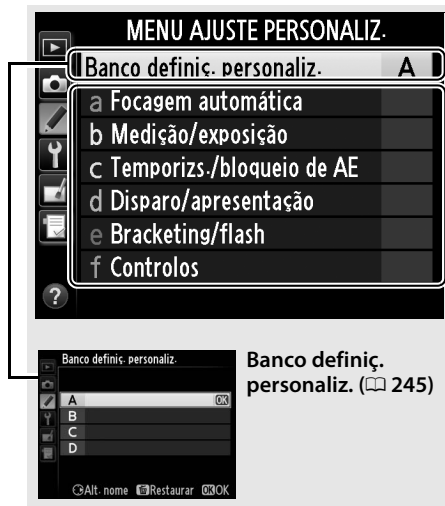 MENU AJUSTE PERSONALIZ.
Banco definiç. personaliz. A
a Focagem automática
b Medição/exposição
c Temporizs./bloqueio de AE
d Disparo/apresentação
e Bracketing/flash
f Controlos
?
Banco definiç. personaliz.
A OK
B
C
D
Alt. nome Restaurar OK OK
Banco definiç.
personaliz. (📖 245)